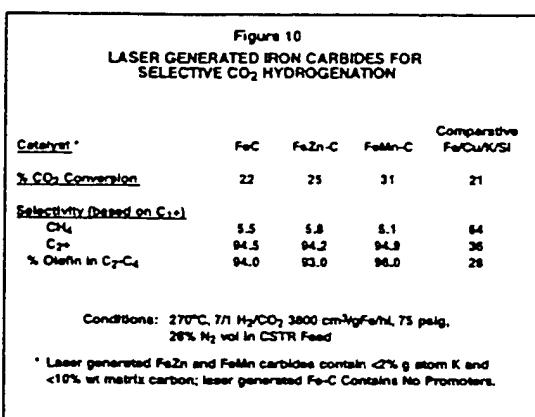 Figure 10
LASER GENERATED IRON CARBIDES FOR
SELECTIVE CO₂ HYDROGENATION
Comparative
Catalyst * FeC FeZn-C FeMn-C Fe/Cu/K/Si
% CO₂ Conversion 22 25 31 21
Selectivity (based on C₁₊)
CH₄ 5.5 5.8 5.1 64
C₂₊ 94.5 94.2 94.9 36
% Olefin in C₂-C₄ 94.0 93.0 96.0 28
Conditions: 270°C, 7/1 H₂/CO₂ 3800 cm³/gFe/hl, 75 psig,
26% N₂ vol in CSTR Feed
* Laser generated FeZn and FeMn carbides contain <2% g atom K and
<10% wt matrix carbon; laser generated Fe-C Contains No Promoters.